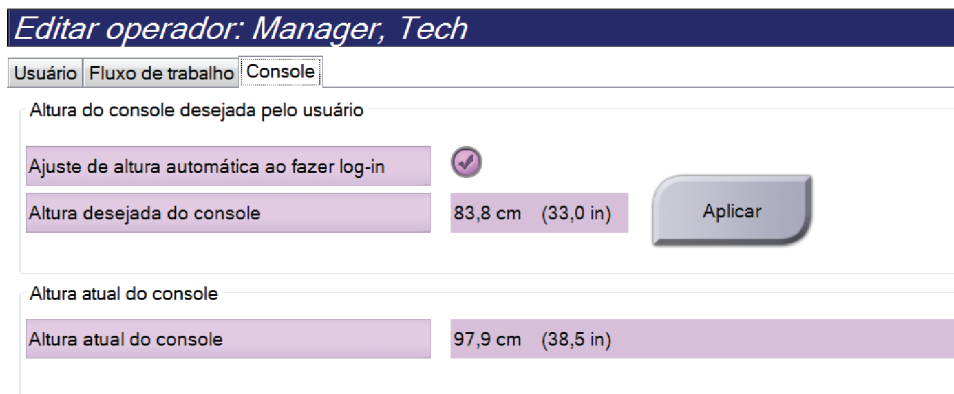 Editar operador: Manager, Tech
Usuário Fluxo de trabalho Console
Altura do console desejada pelo usuário
Ajuste de altura automática ao fazer log-in
Altura desejada do console 83,8 cm (33,0 in) Aplicar
Altura atual do console
Altura atual do console 97,9 cm (38,5 in)